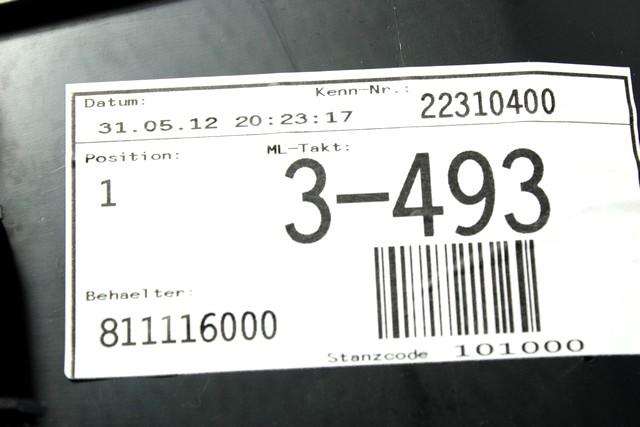 Datum: Kenn-Nr.: 22310400
31.05.12 20:23:17
Position: ML-Takt:
1 3-493
Behaelter:
811116000
Stanzcode 101000